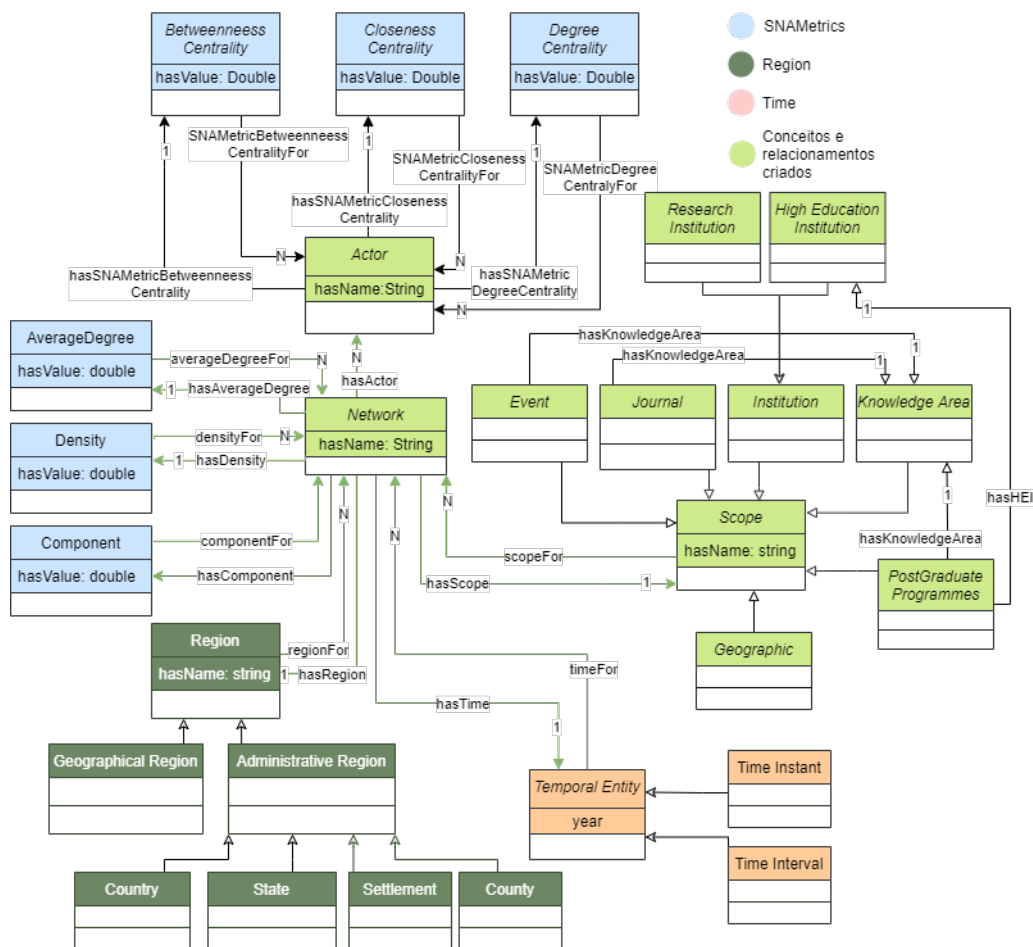 Betweenneess
Centrality
hasValue: Double
Closeness
Centrality
hasValue: Double
Degree
Centrality
hasValue: Double
SNAMetrics
Region
Time
Conceitos e
relacionamentos
criados
1
SNAMetricBetweenneess
CentralityFor
1
SNAMetricCloseness
CentralityFor
1
SNAMetricDegree
CentralyFor
hasSNAMetricCloseness
Centrality
Research
Institution
High Education
Institution
N
Actor
hasName:String
N
hasSNAMetricBetweenneess
Centrality
hasSNAMetric
DegreeCentrality
N
1
AverageDegree
hasValue: double
averageDegreeFor
N
hasAverageDegree
1
N
hasActor
hasKnowledgeArea
1
hasKnowledgeArea
1
Network
hasName: String
Event
Journal
Institution
Knowledge Area
Density
hasValue: double
densityFor
N
1
hasDensity
N
N
N
Scope
hasName: string
1
hasHEI
Component
hasValue: double
componentFor
hasComponent
scopeFor
hasScope
1
hasKnowledgeArea
PostGraduate
Programmes
Region
hasName: string
regionFor
1
hasRegion
Geographic
timeFor
hasTime
1
Geographical Region
Administrative Region
Temporal Entity
year
Time Instant
Time Interval
Country
State
Settlement
County